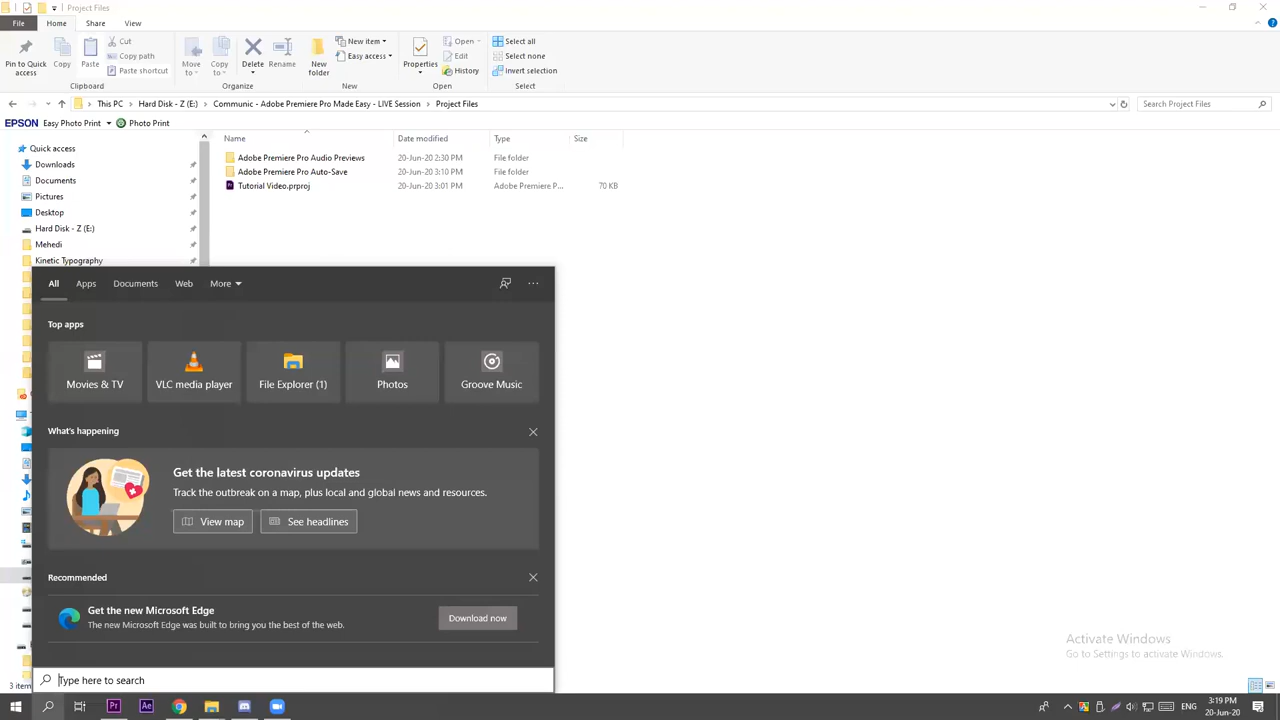 Project Files
File
Home
Share
View
Pin to Quick access
Copy
Paste
Cut
Copy path
Paste shortcut
Clipboard
Move to
Copy to
Delete
Rename
Organize
New folder
New item
Easy access
New
Properties
Open
Edit
History
Open
Select all
Select none
Invert selection
Select
This PC > Hard Disk - Z (E:) > Communic - Adobe Premiere Pro Made Easy - LIVE Session > Project Files
Search Project Files
EPSON Easy Photo Print Photo Print
Quick access
Downloads
Documents
Pictures
Desktop
Hard Disk - Z (E:)
Mehedi
Kinetic Typography
Name Date modified Type Size
Adobe Premiere Pro Audio Previews 20-Jun-20 2:30 PM File folder
Adobe Premiere Pro Auto-Save 20-Jun-20 3:10 PM File folder
Tutorial Video.prproj 20-Jun-20 3:01 PM Adobe Premiere P... 70 KB
All Apps Documents Web More
Top apps
Movies & TV
VLC media player
File Explorer (1)
Photos
Groove Music
What's happening
Get the latest coronavirus updates
Track the outbreak on a map, plus local and global news and resources.
View map
See headlines
Recommended
Get the new Microsoft Edge
The new Microsoft Edge was built to bring you the best of the web.
Download now
Type here to search
3 item
Activate Windows
Go to Settings to activate Windows.
Pr
Ae
ENG
3:19 PM
20-Jun-20